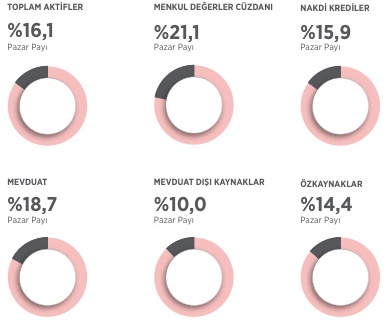 TOPLAM AKTİFLER
%16,1
Pazar Payı
MENKUL DEĞERLER CÜZDANI
%21,1
Pazar Payı
NAKDİ KREDİLER
%15,9
Pazar Payı
MEVDUAT
%18,7
Pazar Payı
MEVDUAT DIŞI KAYNAKLAR
%10,0
Pazar Payı
ÖZKAYNAKLAR
%14,4
Pazar Payı